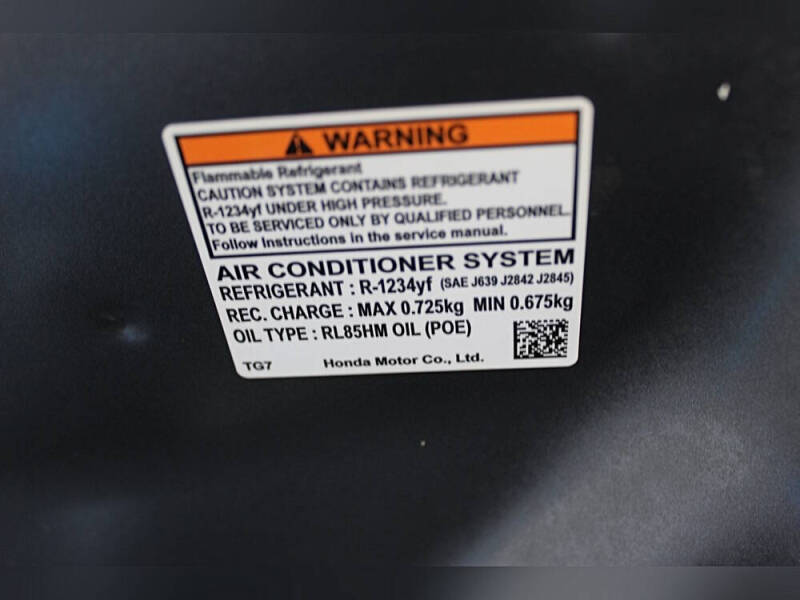 WARNING
Flammable Refrigerant
CAUTION SYSTEM CONTAINS REFRIGERANT
R-1234yf UNDER HIGH PRESSURE.
TO BE SERVICED ONLY BY QUALIFIED PERSONNEL.
Follow Instructions in the service manual.
AIR CONDITIONER SYSTEM
REFRIGERANT : R-1234yf (SAE J639 J2842 J2845)
REC. CHARGE : MAX 0.725kg MIN 0.675kg
OIL TYPE : RL85HM OIL (POE)
TG7 Honda Motor Co., Ltd.